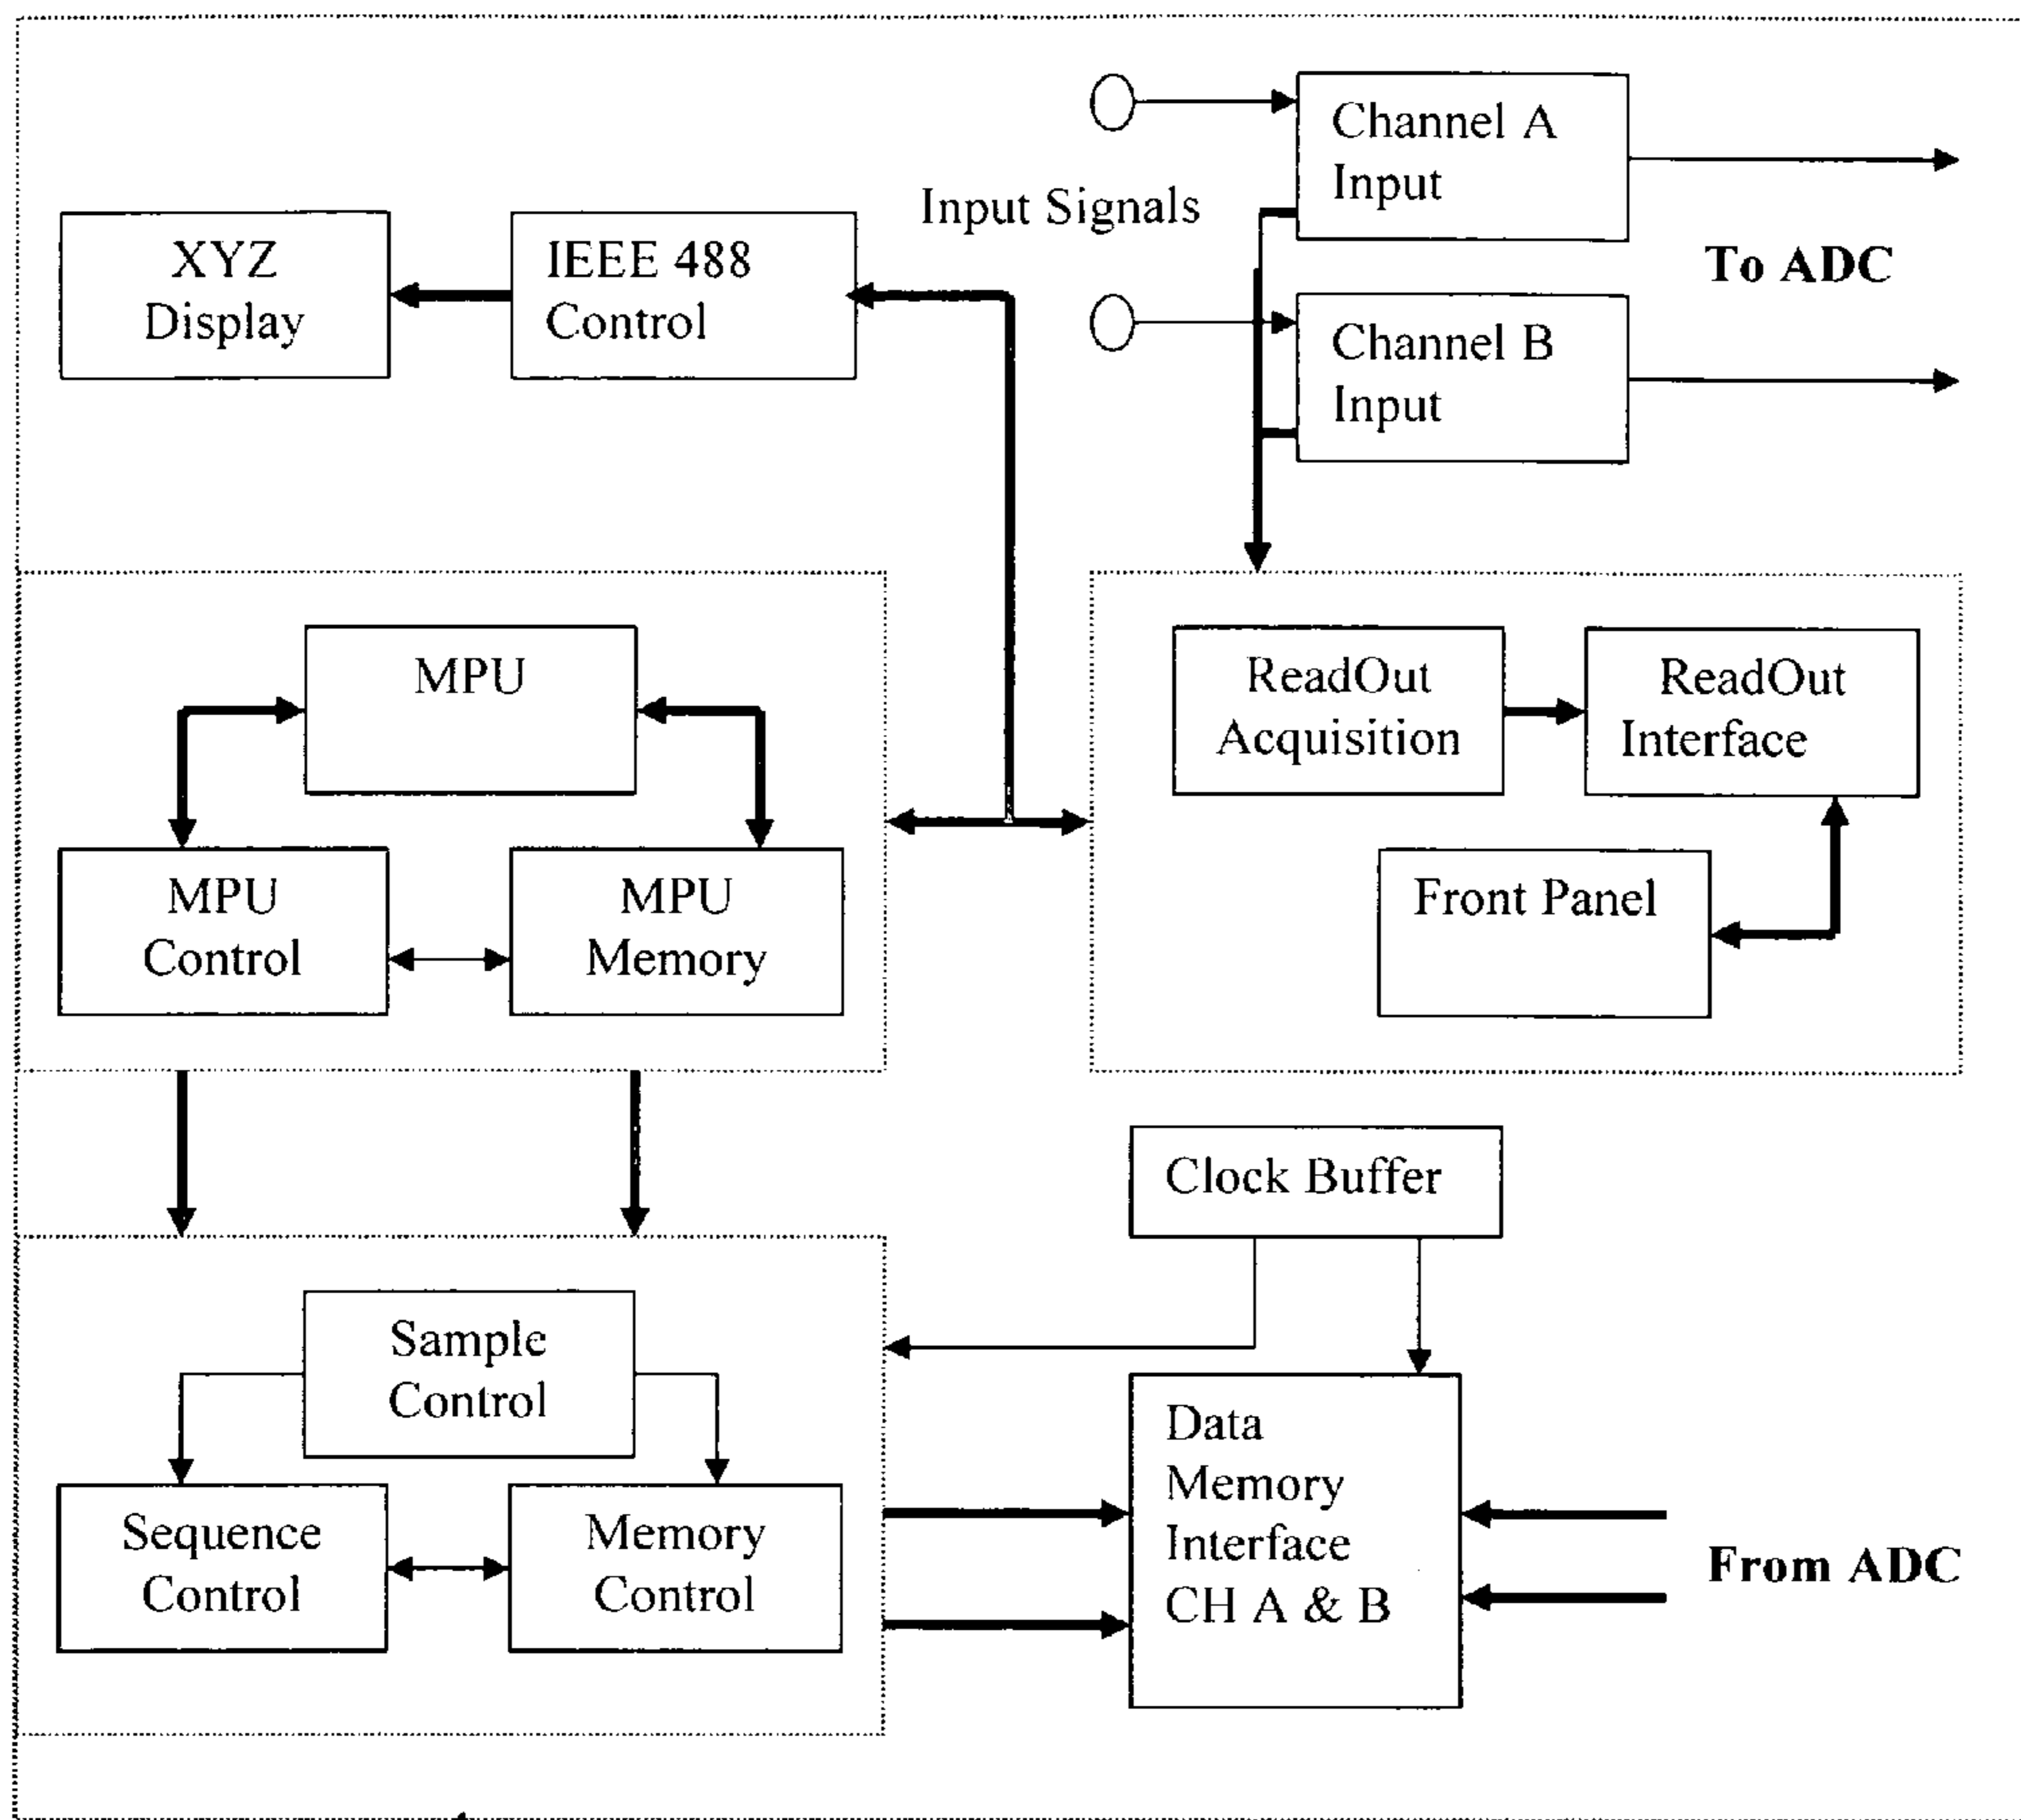 Channel A
Input
Input Signals
To ADC
XYZ
Display
IEEE 488
Control
Channel B
Input
MPU
MPU
Control
MPU
Memory
ReadOut
Acquisition
ReadOut
Interface
Front Panel
Clock Buffer
Sample
Control
Sequence
Control
Memory
Control
Data
Memory
Interface
CH A & B
From ADC